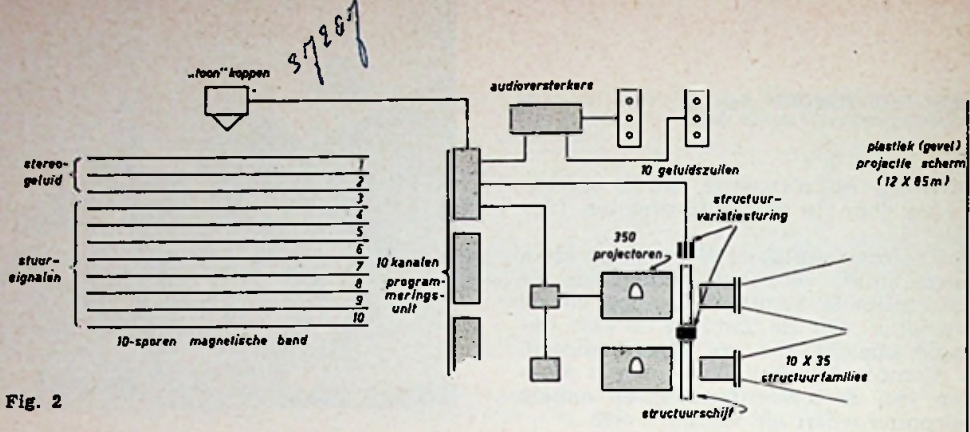 „toon" koppen
stereo-
geluid
stuur-
signalen
1
2
3
4
5
6
7
8
9
10
10-sporen magnetische band
10 kanalen
program-
merings-
unit
audioversterkers
10 geluidszuilen
structuur-
variatiesturing
350
projectoren
10 X 35
structuurfamilies
structuurschijf
plastiek (gevel)
projectie scherm
(12 X 85m)
Fig. 2